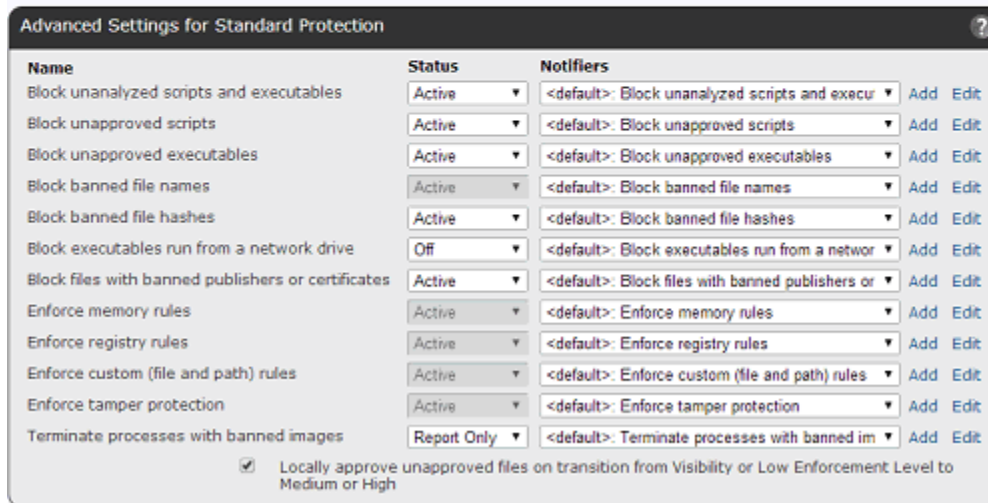 Advanced Settings for Standard Protection ?
Name Status Notifiers
Block unanalyzed scripts and executables Active <default>: Block unanalyzed scripts and execur Add Edit
Block unapproved scripts Active <default>: Block unapproved scripts Add Edit
Block unapproved executables Active <default>: Block unapproved executables Add Edit
Block banned file names Active <default>: Block banned file names Add Edit
Block banned file hashes Active <default>: Block banned file hashes Add Edit
Block executables run from a network drive Off <default>: Block executables run from a networ Add Edit
Block files with banned publishers or certificates Active <default>: Block files with banned publishers or Add Edit
Enforce memory rules Active <default>: Enforce memory rules Add Edit
Enforce registry rules Active <default>: Enforce registry rules Add Edit
Enforce custom (file and path) rules Active <default>: Enforce custom (file and path) rules Add Edit
Enforce tamper protection Active <default>: Enforce tamper protection Add Edit
Terminate processes with banned images Report Only <default>: Terminate processes with banned im Add Edit
Locally approve unapproved files on transition from Visibility or Low Enforcement Level to
Medium or High